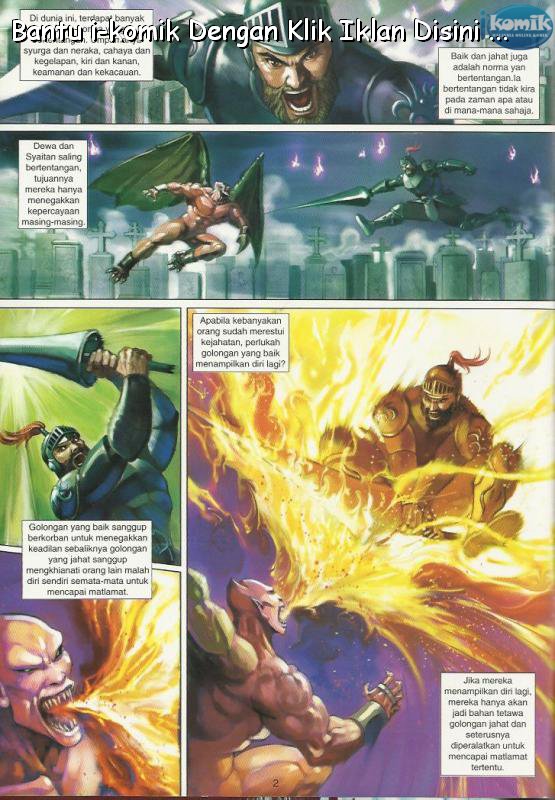 Di dunia ini, terdapat banyak
Bantu i-komik Dengan Klik Iklan Disini ...
komik
syurga dan neraka, cahaya dan
kegelapan, kiri dan kanan,
keamanan dan kekacauan.
Baik dan jahat juga
adalah norma yan
bertentangan.Ia
bertentangan tidak kira
pada zaman apa atau
di mana-mana sahaja.
Dewa dan
Syaitan saling
bertentangan,
tujuannya
mereka hanya
menegakkan
kepercayaan
masing-masing.
Apabila kebanyakan
orang sudah merestui
kejahatan, perlukah
golongan yang baik
menampilkan diri lagi?
Golongan yang baik sanggup
berkorban untuk menegakkan
keadilan sebaliknya golongan
yang jahat sanggup
mengkhianati orang lain malah
diri sendiri semata-mata untuk
mencapai matlamat.
Jika mereka
menampilkan diri lagi,
mereka hanya akan
jadi bahan tetawa
golongan jahat dan
seterusnya
diperalatkan untuk
mencapai matlamat
tertentu.
2